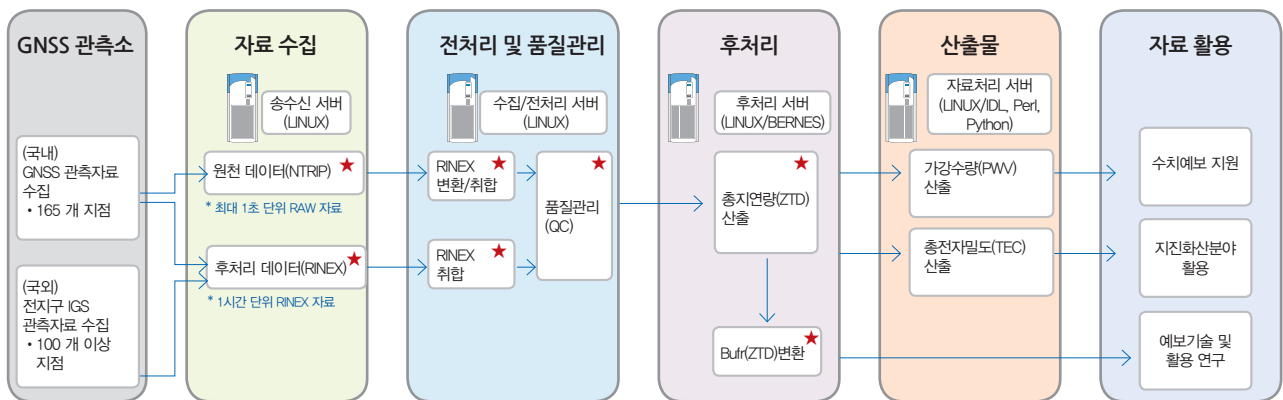 GNSS 관측소
(국내)
GNSS 관측자료
수집
• 165 개 지점
(국외)
전지구 IGS
관측자료 수집
• 100 개 이상
지점
자료 수집
송수신 서버
(LINUX)
원천 데이터(NTRIP)
* 최대 1초 단위 RAW 자료
후처리 데이터(RINEX)
* 1시간 단위 RINEX 자료
전처리 및 품질관리
수집/전처리 서버
(LINUX)
RINEX
변환/취합
RINEX
취합
품질관리
(QC)
후처리
후처리 서버
(LINUX/BERNES)
총지연량(ZTD)
산출
Bufr(ZTD)변환
산출물
자료처리 서버
(LINUX/IDL, Perl,
Python)
가강수량(PWV)
산출
총전자밀도(TEC)
산출
자료 활용
수치예보 지원
지진화산분야
활용
예보기술 및
활용 연구